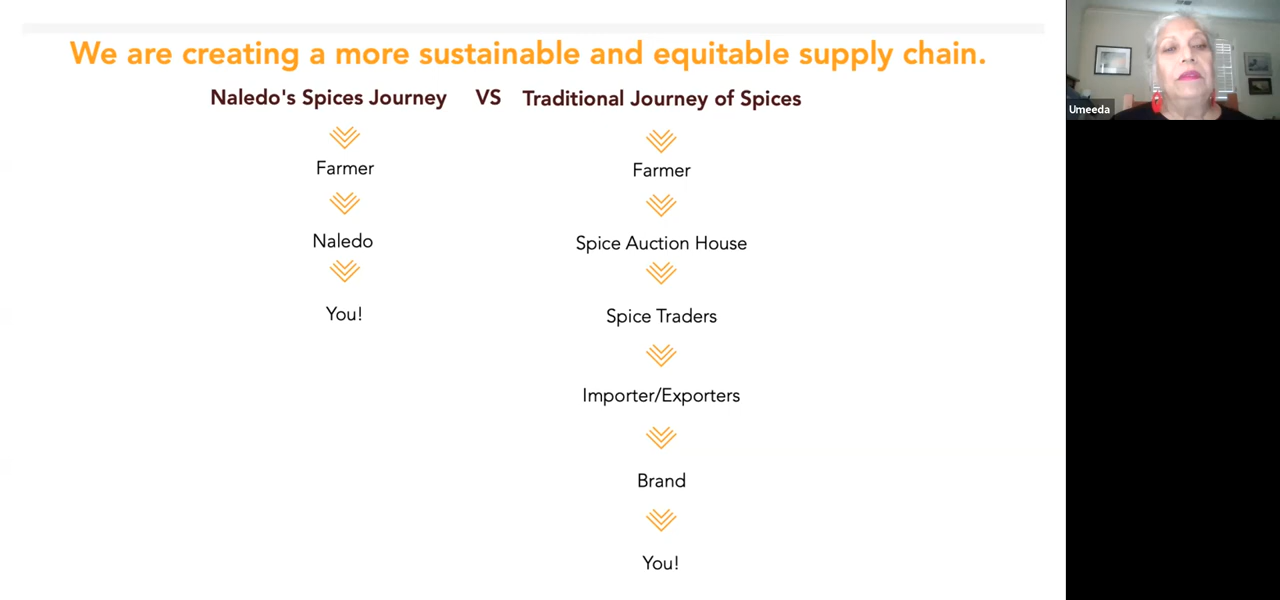 We are creating a more sustainable and equitable supply chain.
Naledo's Spices Journey VS Traditional Journey of Spices
Farmer
Naledo
You!
Farmer
Spice Auction House
Spice Traders
Importer/Exporters
Brand
You!
Umeeda